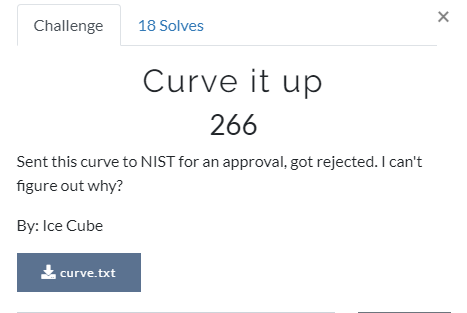 Challenge
18 Solves
×
Curve it up
266
Sent this curve to NIST for an approval, got rejected. I can't
figure out why?
By: Ice Cube
curve.txt